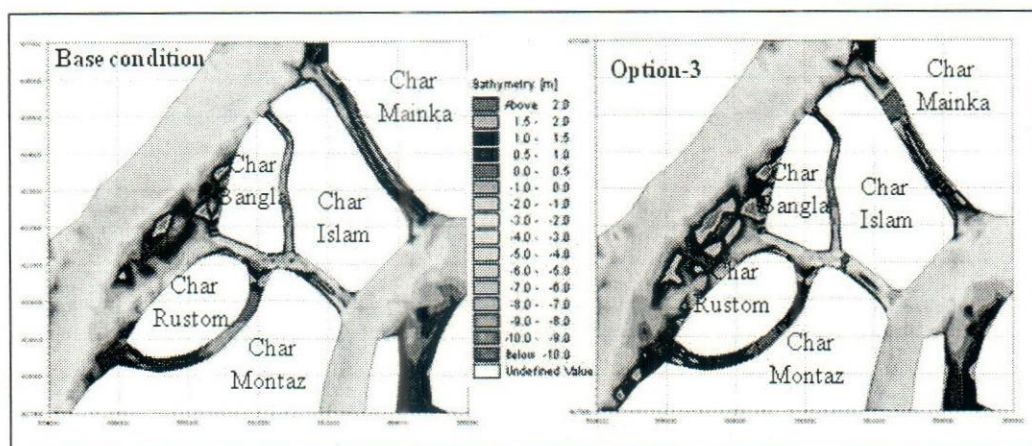 Base condition
Char
Mainka
Char
Bangla
Char
Islam
Char
Rustom
Char
Montaz
Bathymetry [m]
Above 2.0
1.5 - 2.0
1.0 - 1.5
0.5 - 1.0
0.0 - 0.5
-1.0 - 0.0
-2.0 - -1.0
-3.0 - -2.0
-4.0 - -3.0
-5.0 - -4.0
-6.0 - -5.0
-7.0 - -6.0
-8.0 - -7.0
-9.0 - -8.0
-10.0 - -9.0
Below -10.0
Undefined Value
Option-3
Char
Mainka
Char
Bangla
Char
Islam
Char
Rustom
Char
Montaz